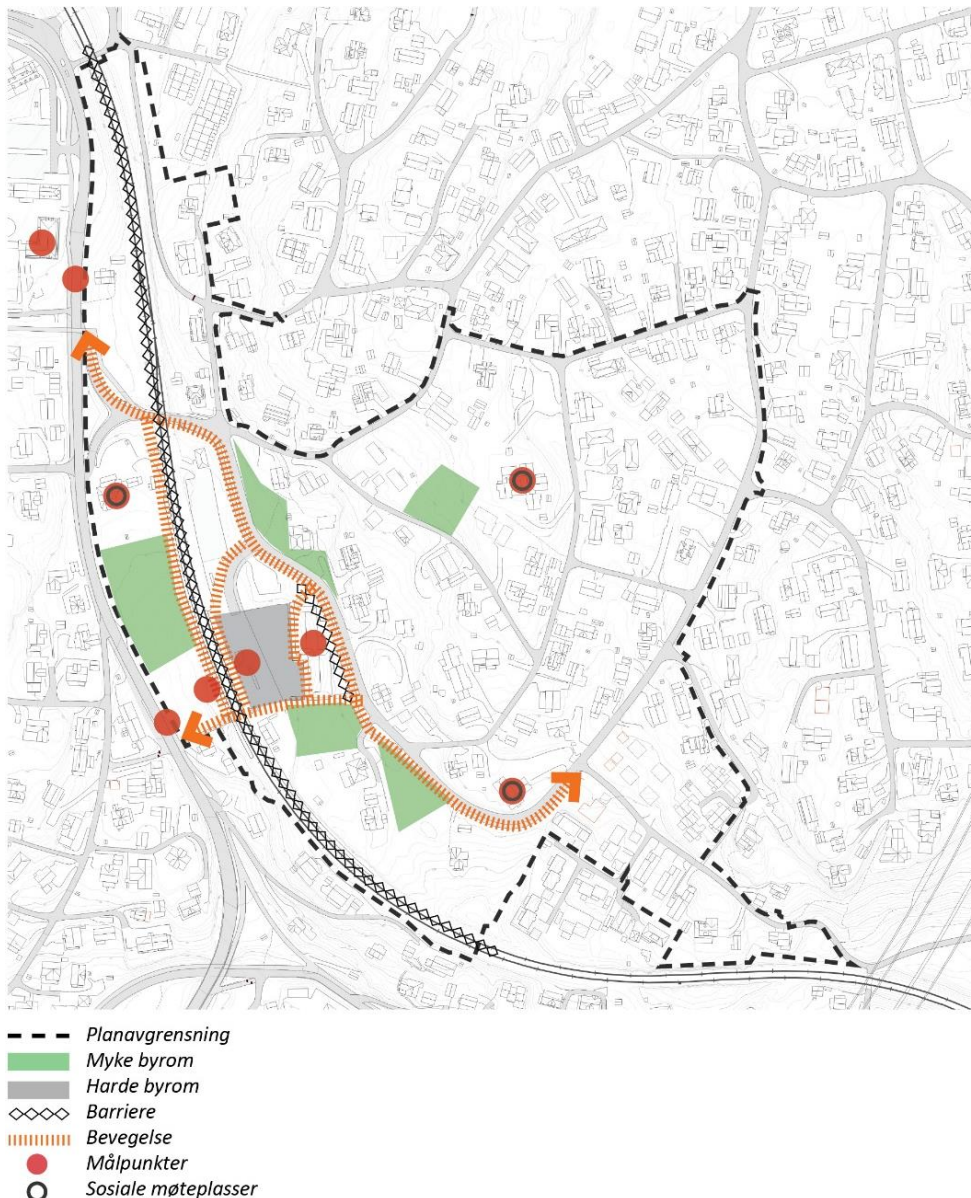 Planavgrensning
Myke byrom
Harde byrom
Barriere
Bevegelse
Målpunkter
Sosiale møteplasser